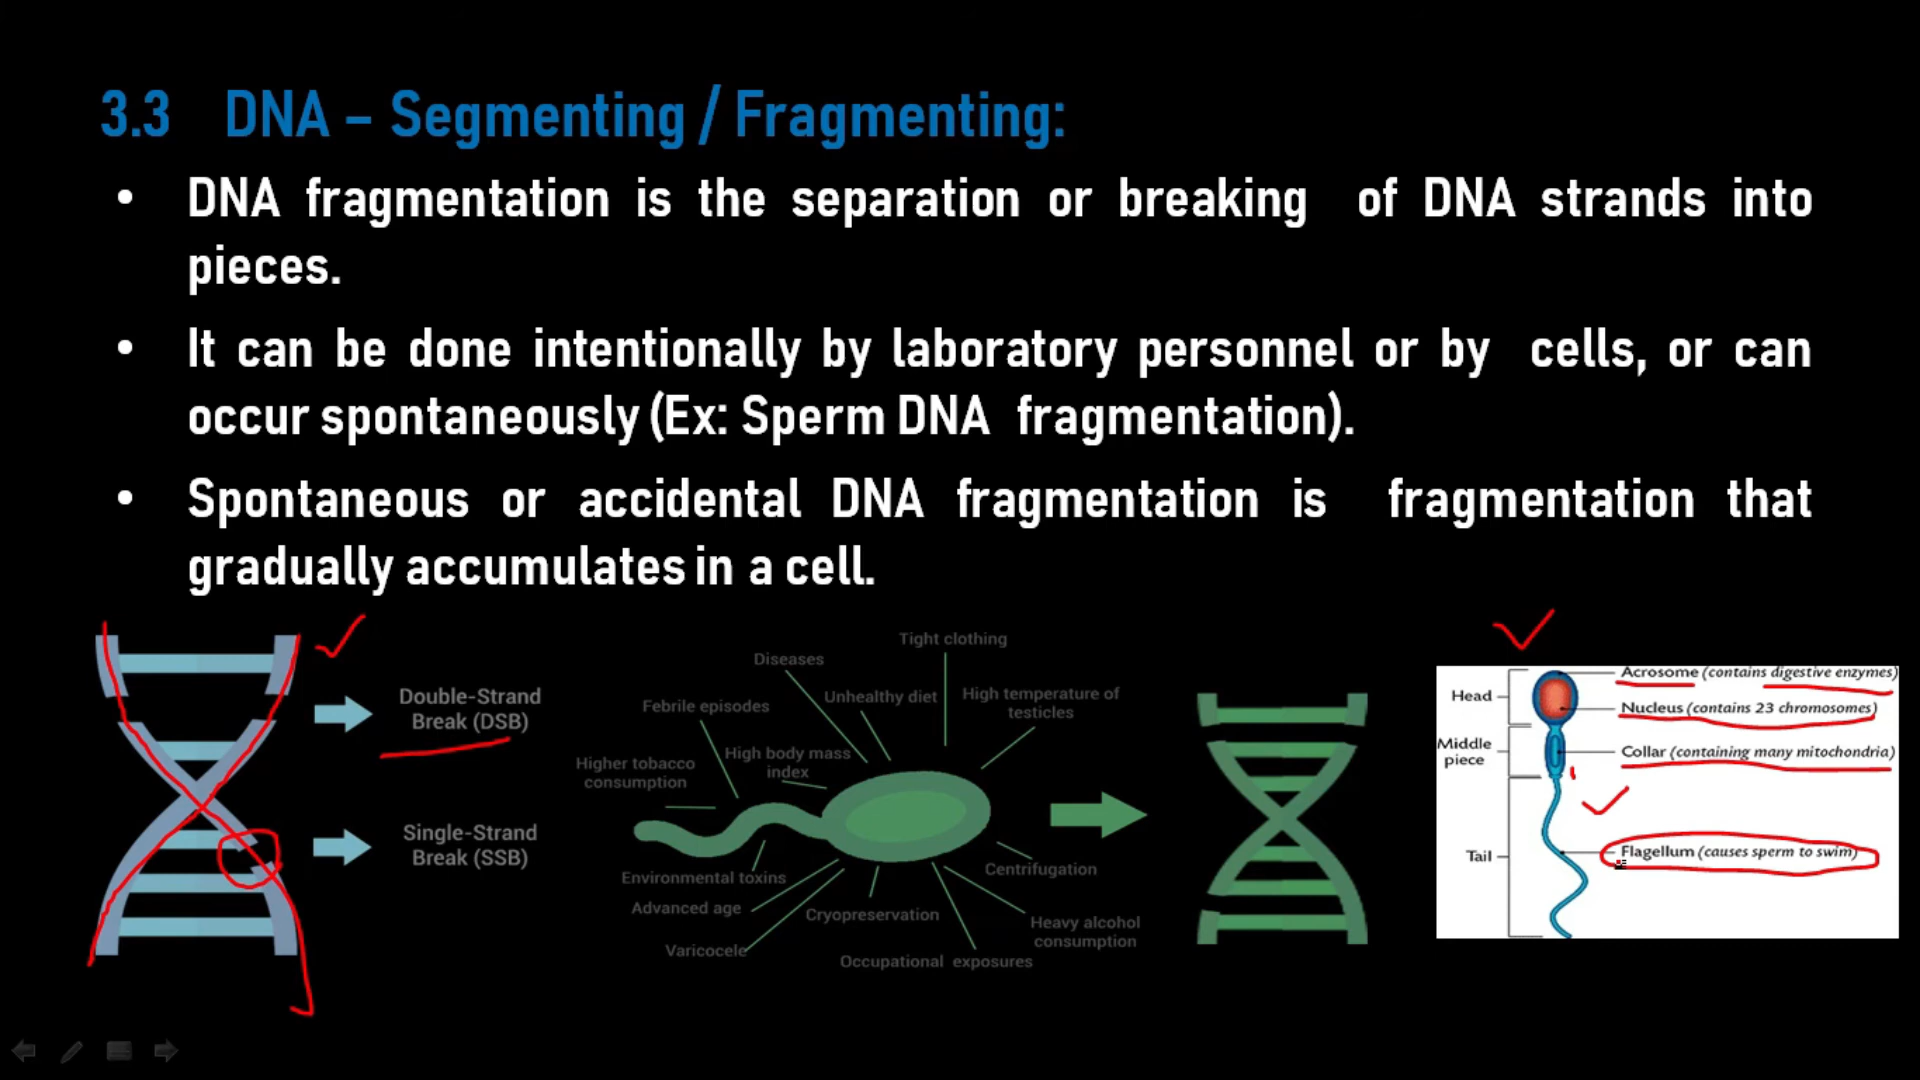 3.3 DNA – Segmenting / Fragmenting:
• DNA fragmentation is the separation or breaking of DNA strands into
pieces.
• It can be done intentionally by laboratory personnel or by cells, or can
occur spontaneously (Ex: Sperm DNA fragmentation).
• Spontaneous or accidental DNA fragmentation is fragmentation that
gradually accumulates in a cell.
Double-Strand
Break (DSB)
Single-Strand
Break (SSB)
Tight clothing
Diseases
Unhealthy diet
High temperature of
testicles
Febrile episodes
High body mass
index
Higher tobacco
consumption
Environmental toxins
Advanced age
Varicocele
Cryopreservation
Occupational exposures
Centrifugation
Heavy alcohol
consumption
Head
Acrosome (contains digestive enzymes)
Nucleus (contains 23 chromosomes)
Middle
piece
Collar (containing many mitochondria)
Tail
Flagellum (causes sperm to swim)